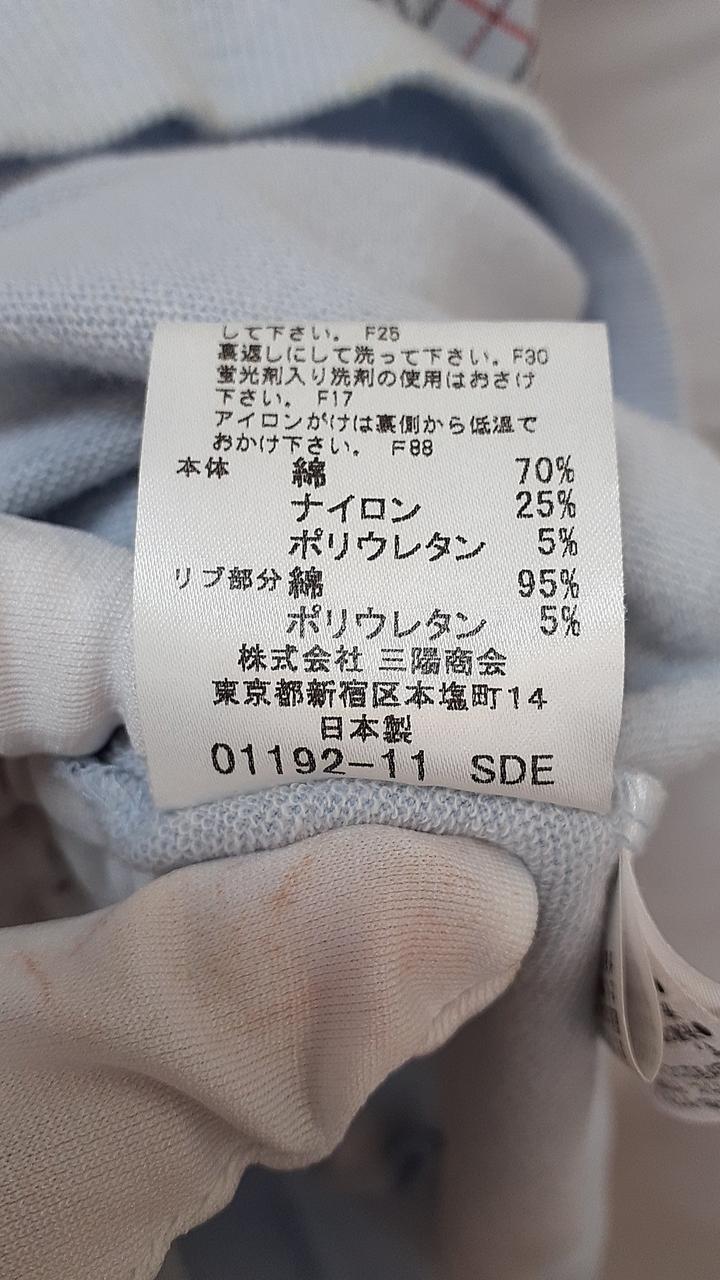 して下さい。 F25
裏返しにして洗って下さい。F30
蛍光剤入り洗剤の使用はおさけ
下さい。 F17
アイロンがけは裏側から低温で
おかけ下さい。 F88
本体 綿 70%
ナイロン 25%
ポリウレタン 5%
リブ部分 綿 95%
ポリウレタン 5%
株式会社 三陽商会
東京都新宿区本塩町14
日本製
01192-11 SDE